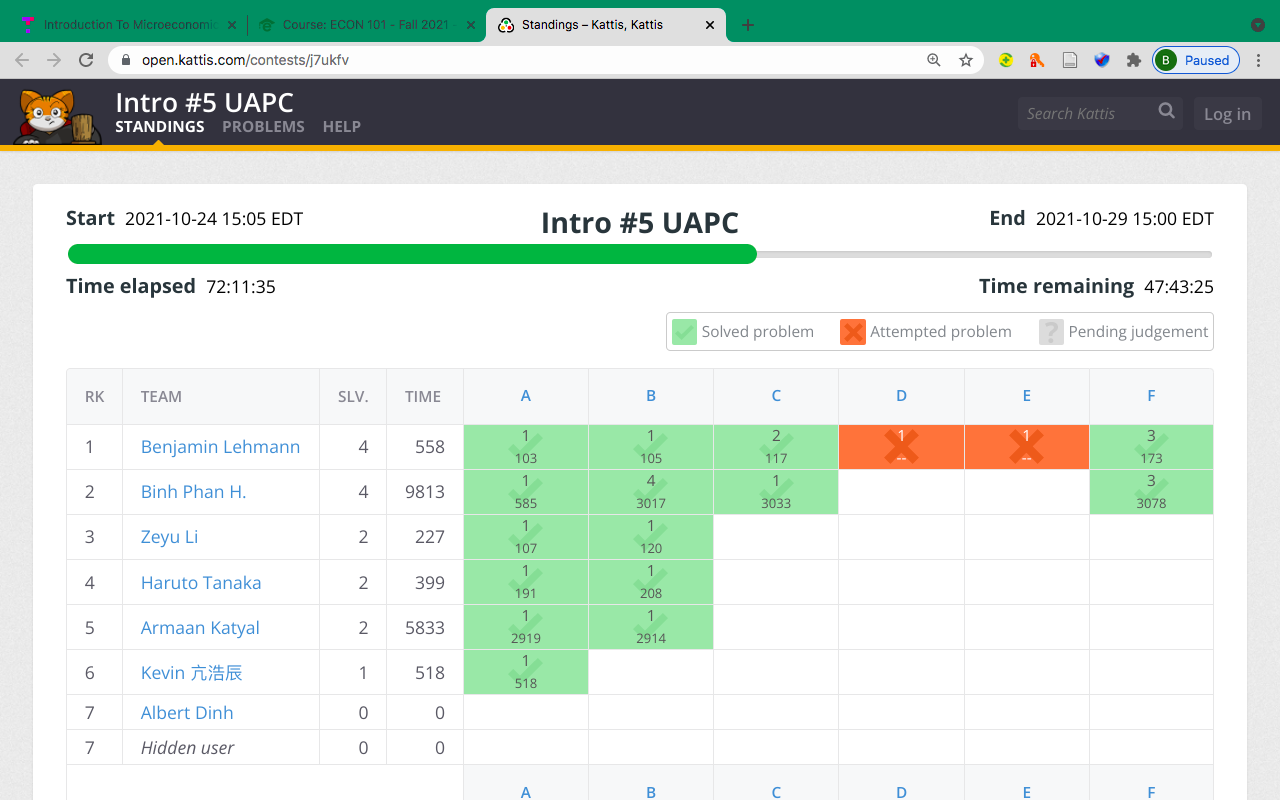 Introduction To Microeconomic
Course: ECON 101 - Fall 2021
Standings – Kattis, Kattis
open.kattis.com/contests/j7ukfv
B Paused
Intro #5 UAPC
STANDINGS PROBLEMS HELP
Search Kattis
Log in
Start 2021-10-24 15:05 EDT
Intro #5 UAPC
End 2021-10-29 15:00 EDT
Time elapsed 72:11:35
Time remaining 47:43:25
Solved problem Attempted problem ? Pending judgement
RK TEAM SLV. TIME A B C D E F
1 Benjamin Lehmann 4 558 1 1 2 1 1 3
103 105 117 -- -- 173
2 Binh Phan H. 4 9813 1 4 1 3
585 3017 3033 3078
3 Zeyu Li 2 227 1 1
107 120
4 Haruto Tanaka 2 399 1 1
191 208
5 Armaan Katyal 2 5833 1 1
2919 2914
6 Kevin 亢浩辰 1 518 1
518
7 Albert Dinh 0 0
7 Hidden user 0 0
A B C D E F